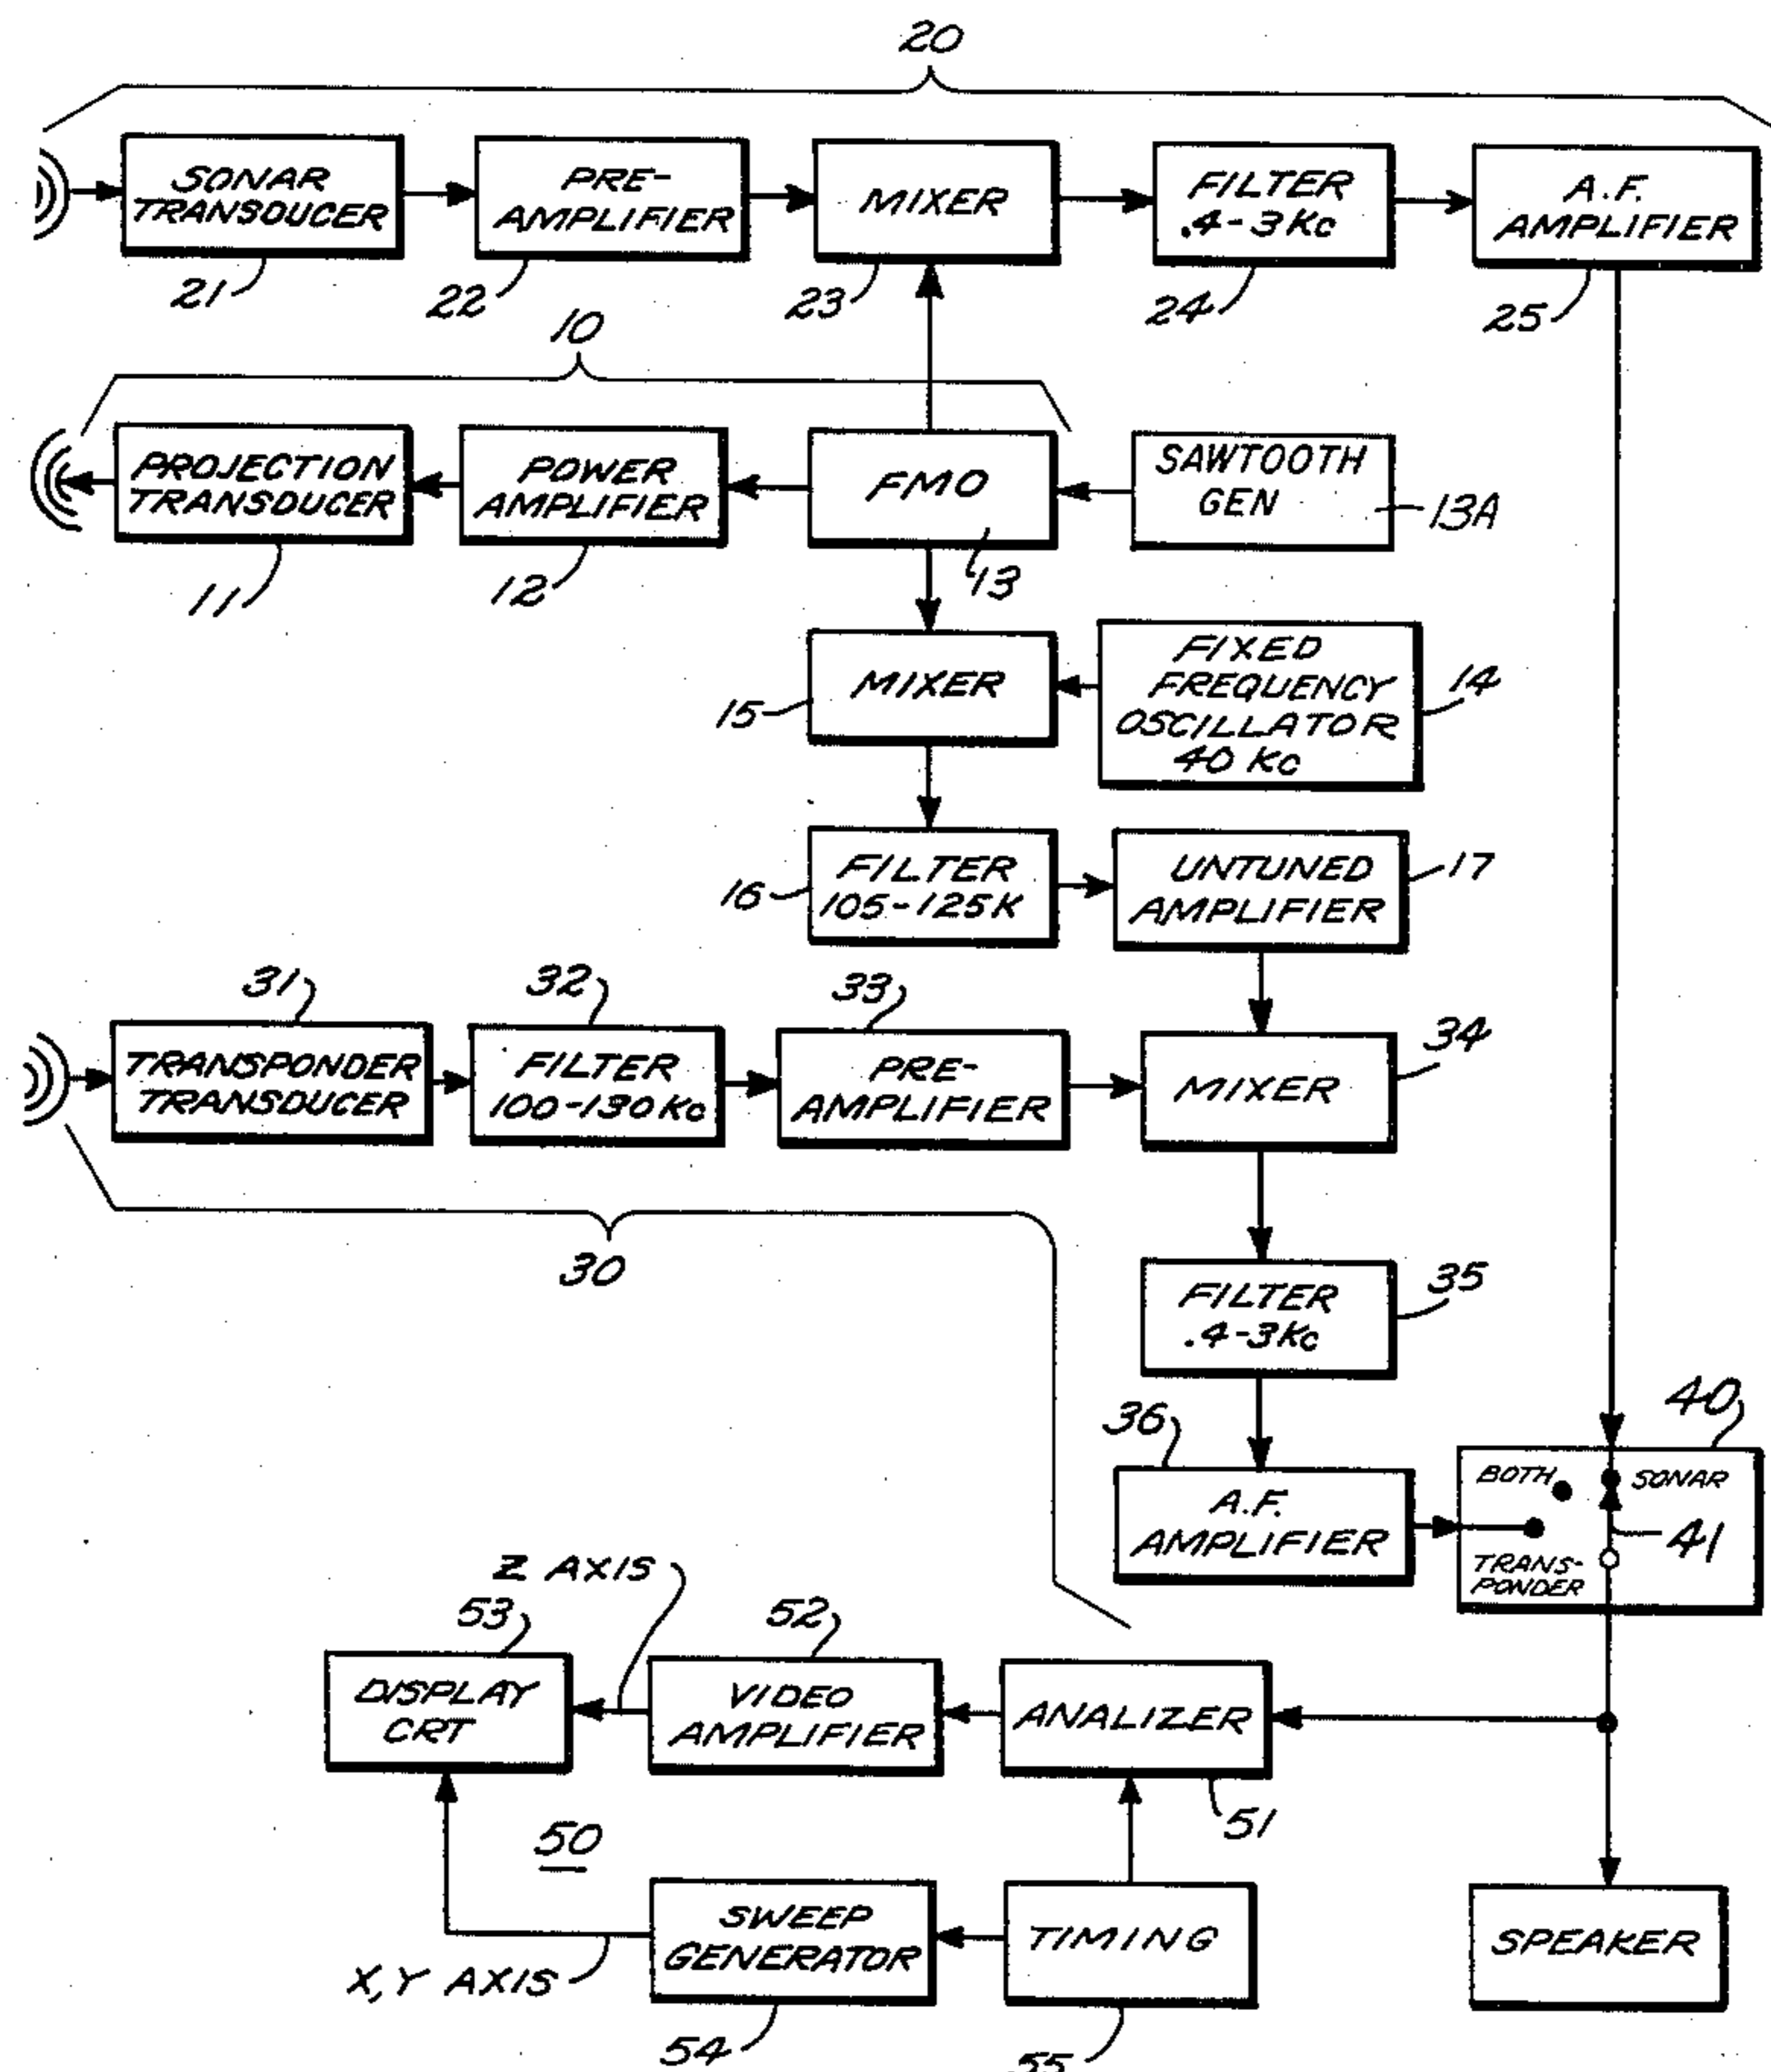 20
SONAR
TRANSDUCER
PRE-
AMPLIFIER
MIXER
FILTER
.4-3Kc
A.F.
AMPLIFIER
21
22
23
24
25
10
PROJECTION
TRANSDUCER
POWER
AMPLIFIER
FMO
SAWTOOTH
GEN
13A
11
12
13
MIXER
15
FIXED
FREQUENCY
OSCILLATOR
40 Kc
14
FILTER
105-125K
16
UNTUNED
AMPLIFIER
17
31
32
33
34
TRANSPONDER
TRANSDUCER
FILTER
100-130Kc
PRE-
AMPLIFIER
MIXER
30
FILTER
.4-3Kc
35
36
A.F.
AMPLIFIER
40
BOTH
SONAR
41
TRANS-
PONDER
Z AXIS
53
52
DISPLAY
CRT
VIDEO
AMPLIFIER
ANALIZER
51
50
SWEEP
GENERATOR
TIMING
SPEAKER
X,Y AXIS
54
55